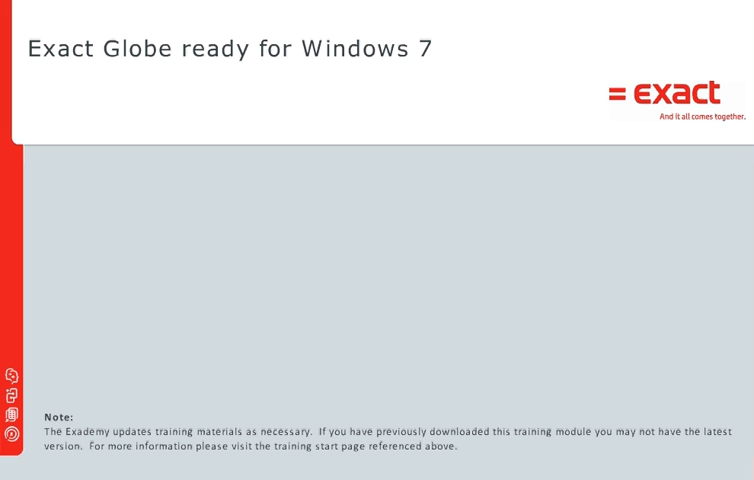 Exact Globe ready for Windows 7
= exact
And it all comes together.
Note:
The Exademy updates training materials as necessary. If you have previously downloaded this training module you may not have the latest
version. For more information please visit the training start page referenced above.